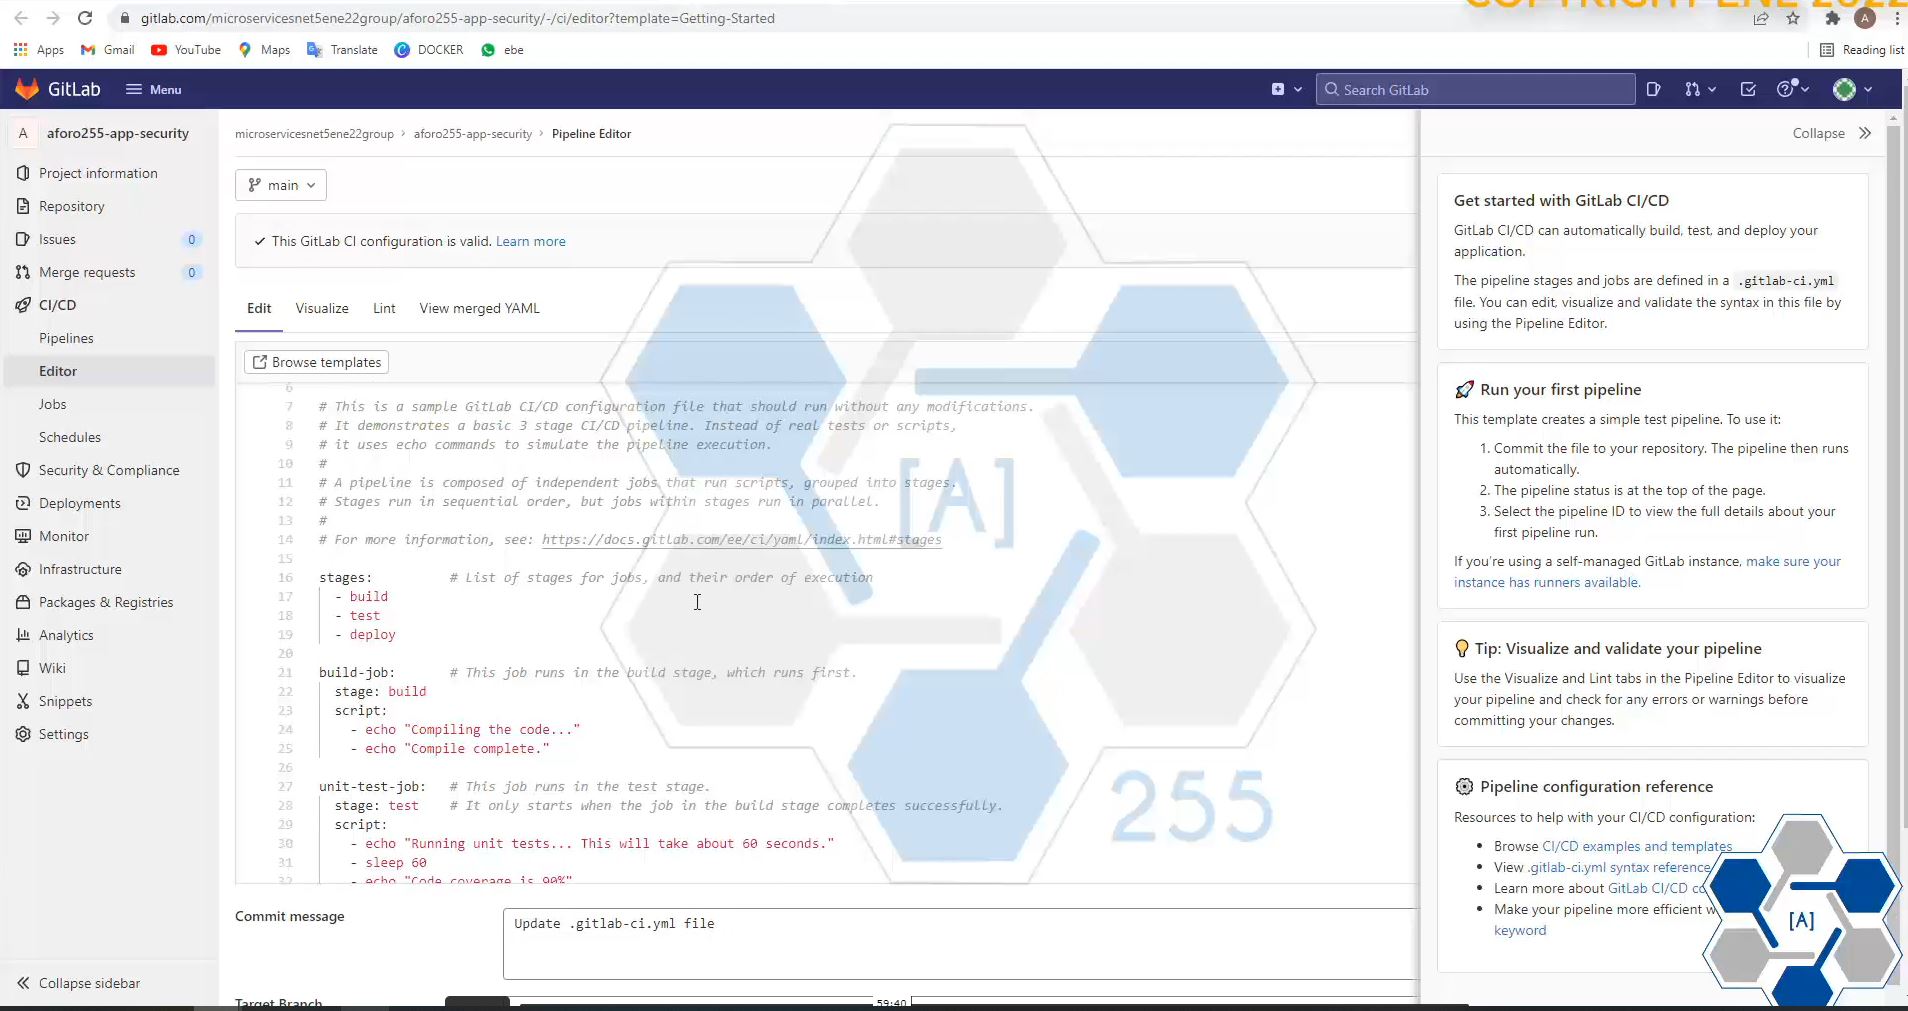 COPYRIGHT ENE 2022
gitlab.com/microservicesnet5ene22group/aforo255-app-security/-/ci/editor?template=Getting-Started
A
Apps Gmail YouTube Maps Translate DOCKER ebe Reading list
GitLab Menu Search GitLab
A aforo255-app-security
Project information
Repository
Issues 0
Merge requests 0
CI/CD
Pipelines
Editor
Jobs
Schedules
Security & Compliance
Deployments
Monitor
Infrastructure
Packages & Registries
Analytics
Wiki
Snippets
Settings
Collapse sidebar
microservicesnet5ene22group › aforo255-app-security › Pipeline Editor
main
This GitLab CI configuration is valid. Learn more
Edit Visualize Lint View merged YAML
Browse templates
6
7 # This is a sample GitLab CI/CD configuration file that should run without any modifications.
8 # It demonstrates a basic 3 stage CI/CD pipeline. Instead of real tests or scripts,
9 # it uses echo commands to simulate the pipeline execution.
10 #
11 # A pipeline is composed of independent jobs that run scripts, grouped into stages.
12 # Stages run in sequential order, but jobs within stages run in parallel.
13 #
14 # For more information, see: https://docs.gitlab.com/ee/ci/yaml/index.html#stages
15
16 stages: # List of stages for jobs, and their order of execution
17 - build
18 - test
19 - deploy
20
21 build-job: # This job runs in the build stage, which runs first.
22 stage: build
23 script:
24 - echo "Compiling the code..."
25 - echo "Compile complete."
26
27 unit-test-job: # This job runs in the test stage.
28 stage: test # It only starts when the job in the build stage completes successfully.
29 script:
30 - echo "Running unit tests... This will take about 60 seconds."
31 - sleep 60
32 - echo "Code coverage is 90%"
Commit message
Update .gitlab-ci.yml file
Target Branch
59:40
[A]
255
Collapse
Get started with GitLab CI/CD
GitLab CI/CD can automatically build, test, and deploy your
application.
The pipeline stages and jobs are defined in a .gitlab-ci.yml
file. You can edit, visualize and validate the syntax in this file by
using the Pipeline Editor.
Run your first pipeline
This template creates a simple test pipeline. To use it:
1. Commit the file to your repository. The pipeline then runs
automatically.
2. The pipeline status is at the top of the page.
3. Select the pipeline ID to view the full details about your
first pipeline run.
If you're using a self-managed GitLab instance, make sure your
instance has runners available.
Tip: Visualize and validate your pipeline
Use the Visualize and Lint tabs in the Pipeline Editor to visualize
your pipeline and check for any errors or warnings before
committing your changes.
Pipeline configuration reference
Resources to help with your CI/CD configuration:
• Browse CI/CD examples and templates
• View .gitlab-ci.yml syntax reference
• Learn more about GitLab CI/CD
• Make your pipeline more efficient
keyword
[A]